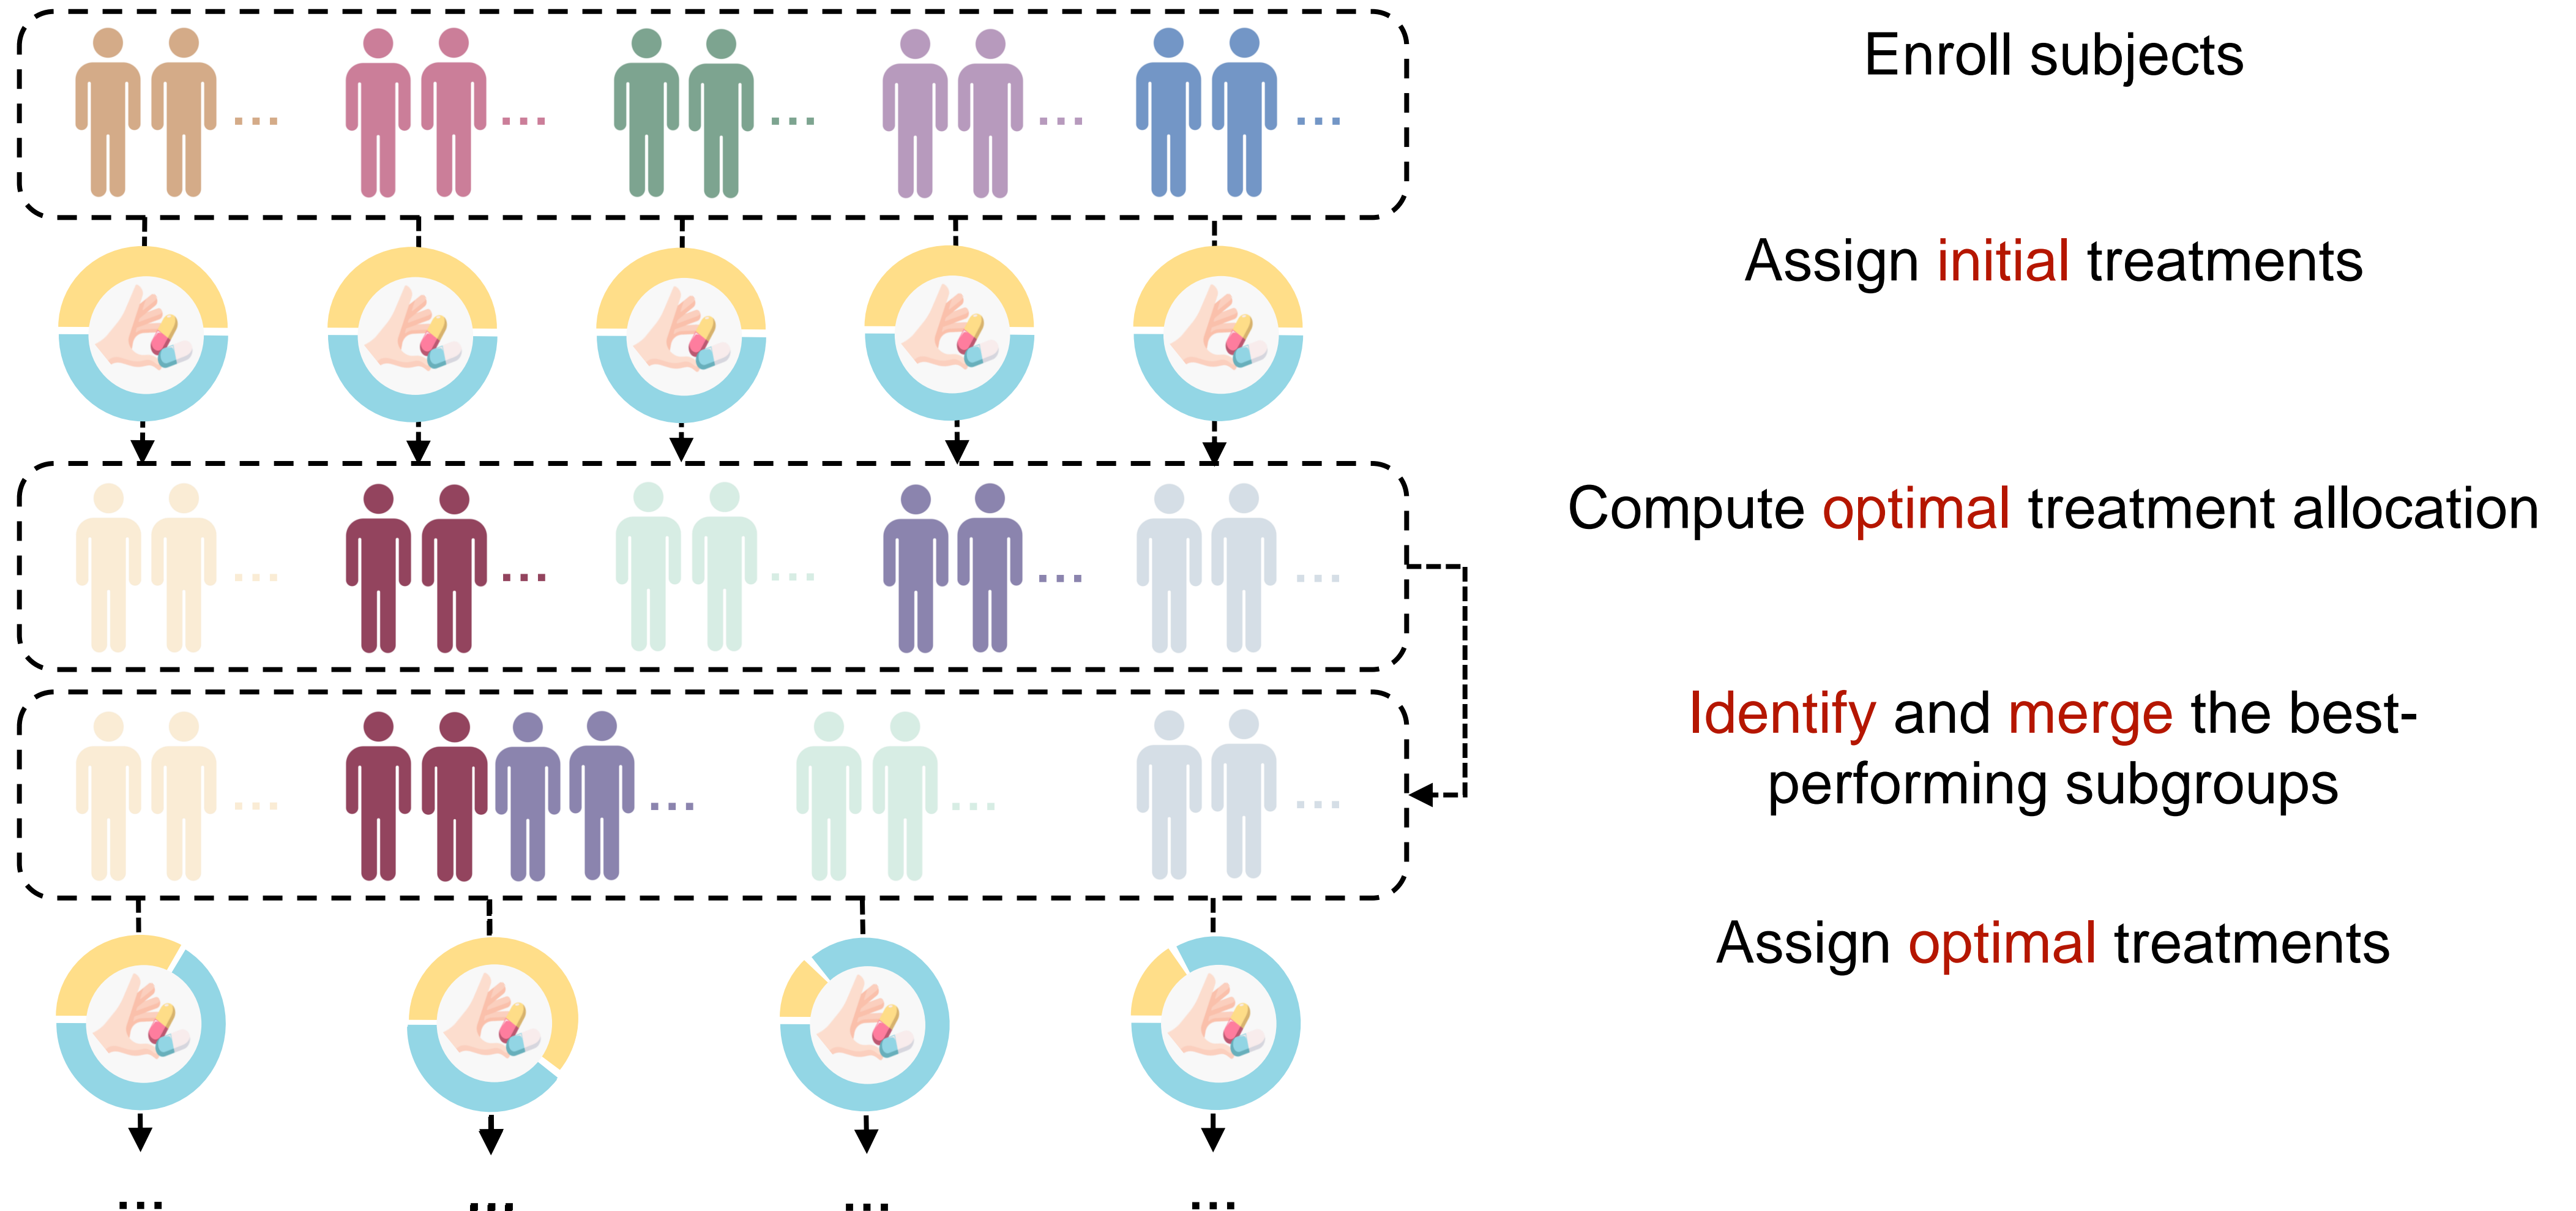 Enroll subjects
Assign initial treatments
Compute optimal treatment allocation
Identify and merge the best-
performing subgroups
Assign optimal treatments